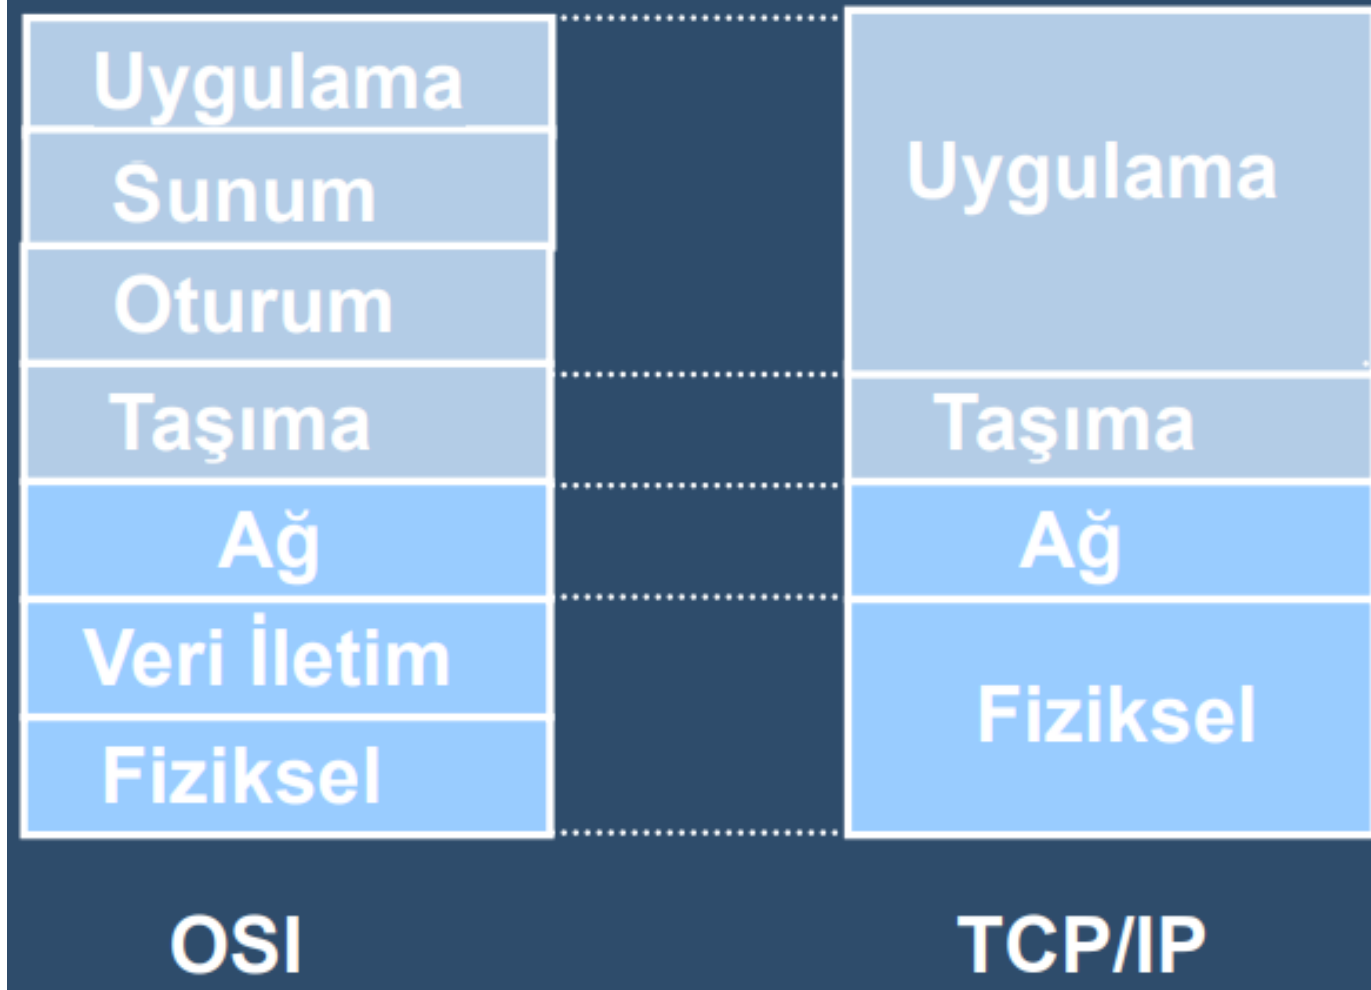 Uygulama
Sunum
Oturum
Taşıma
Ağ
Veri İletim
Fiziksel
OSI
Uygulama
Taşıma
Ağ
Fiziksel
TCP/IP